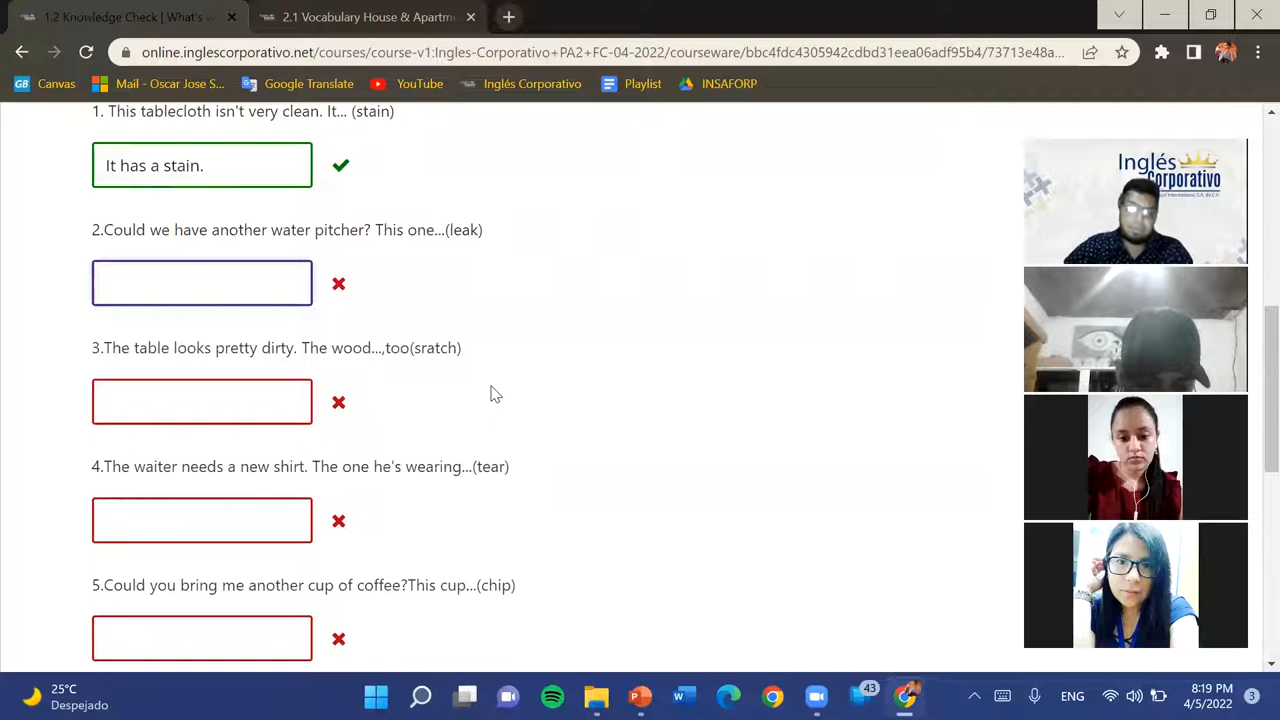 1.2 Knowledge Check | What's w
2.1 Vocabulary House & Apartm
online.inglescorporativo.net/courses/course-v1:Ingles-Corporativo+PA2+FC-04-2022/courseware/bbc4fdc4305942cdbd31eea06adf95b4/73713e48a...
GB Canvas
Mail - Oscar Jose S...
Google Translate
YouTube
Inglés Corporativo
Playlist
INSAFORP
1. This tablecloth isn't very clean. It... (stain)
It has a stain.
2.Could we have another water pitcher? This one...(leak)
3.The table looks pretty dirty. The wood...,too(sratch)
4.The waiter needs a new shirt. The one he's wearing...(tear)
5.Could you bring me another cup of coffee?This cup...(chip)
Inglés
Corporativo
25°C
Despejado
43
ENG
8:19 PM
4/5/2022
3